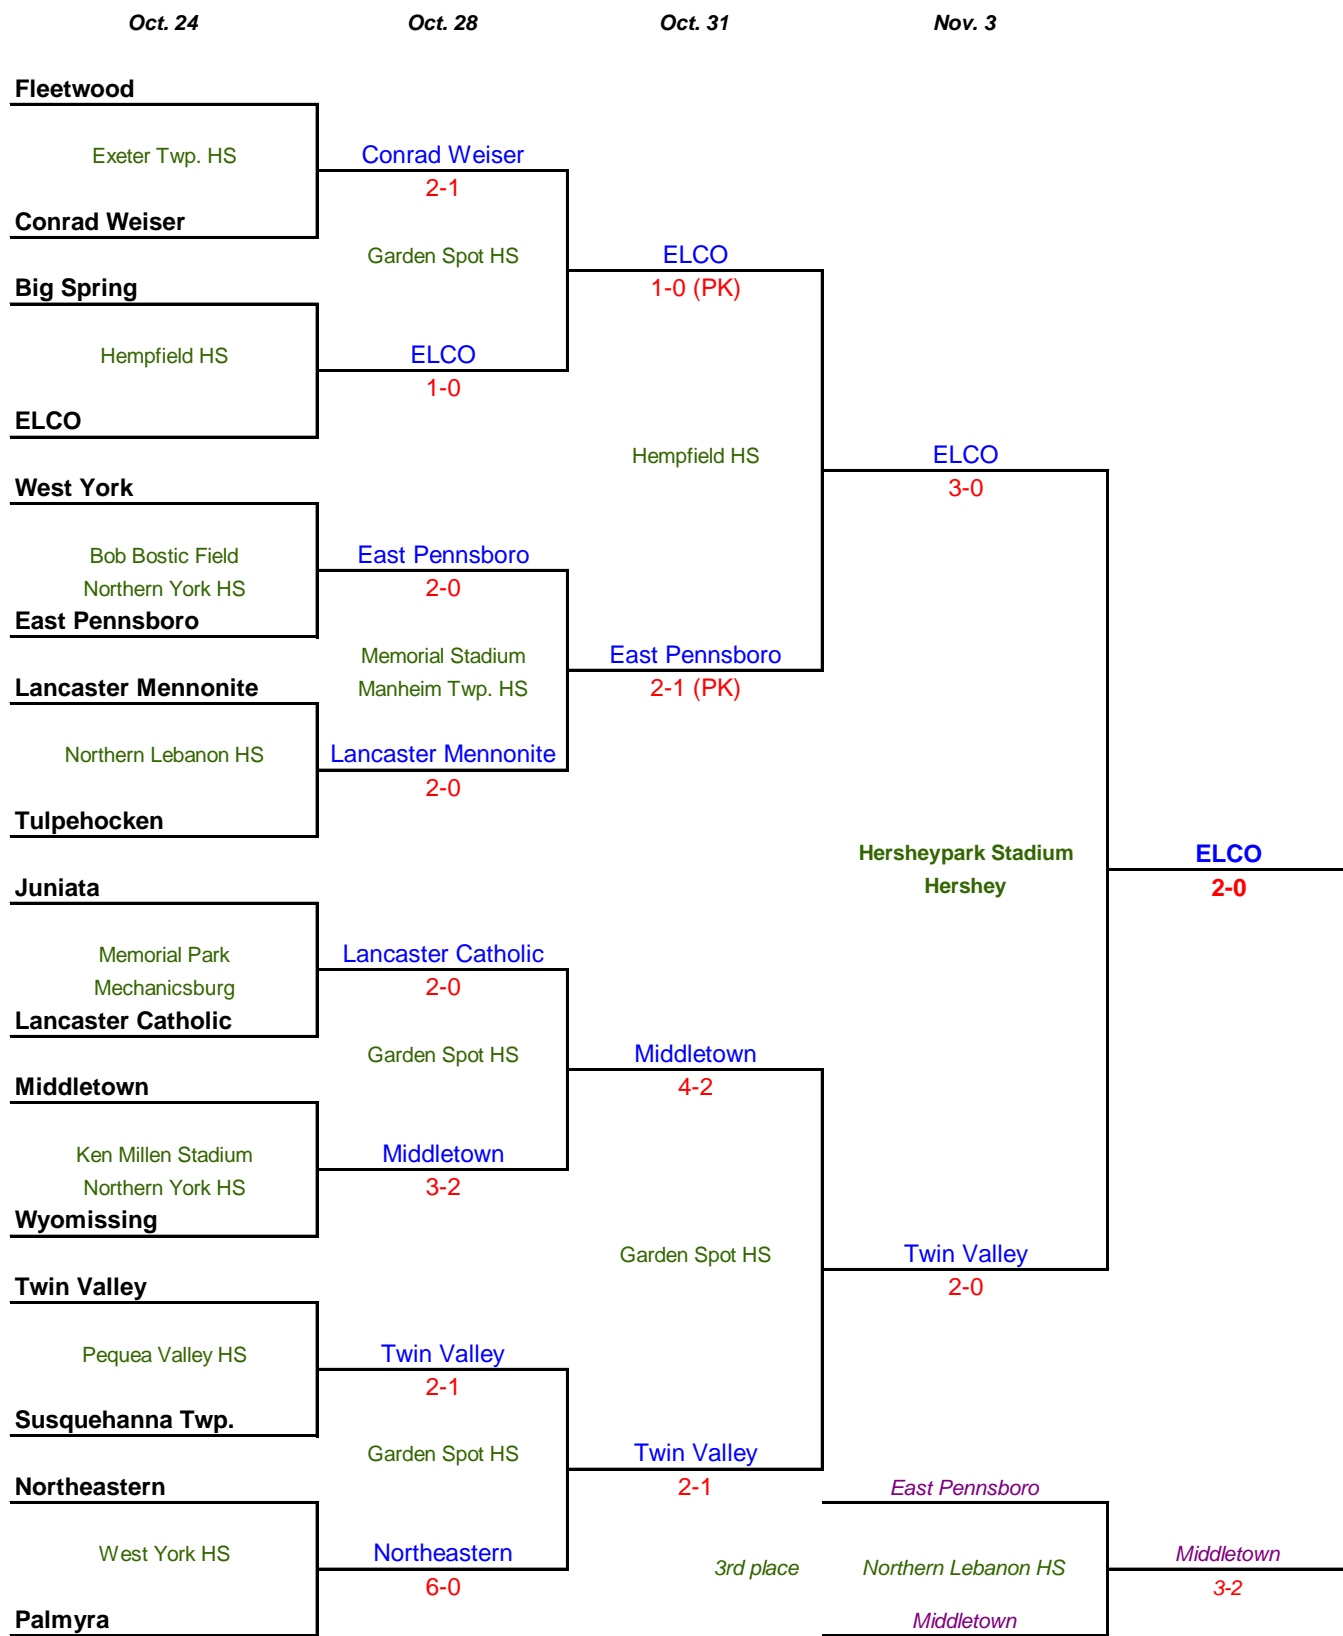 Oct. 24 Oct. 28 Oct. 31 Nov. 3
Fleetwood
Exeter Twp. HS
Conrad Weiser
2-1
Conrad Weiser
Garden Spot HS
ELCO
1-0 (PK)
Big Spring
Hempfield HS
ELCO
1-0
ELCO
Hempfield HS
ELCO
3-0
West York
Bob Bostic Field
Northern York HS
East Pennsboro
2-0
East Pennsboro
Memorial Stadium
Manheim Twp. HS
East Pennsboro
2-1 (PK)
Lancaster Mennonite
Northern Lebanon HS
Lancaster Mennonite
2-0
Tulpehocken
Hersheypark Stadium
Hershey
ELCO
2-0
Juniata
Memorial Park
Mechanicsburg
Lancaster Catholic
2-0
Lancaster Catholic
Garden Spot HS
Middletown
4-2
Middletown
Ken Millen Stadium
Northern York HS
Middletown
3-2
Wyomissing
Garden Spot HS
Twin Valley
2-0
Twin Valley
Pequea Valley HS
Twin Valley
2-1
Susquehanna Twp.
Garden Spot HS
Twin Valley
2-1
Northeastern
West York HS
Northeastern
6-0
Palmyra
East Pennsboro
3rd place
Northern Lebanon HS
Middletown
3-2
Middletown